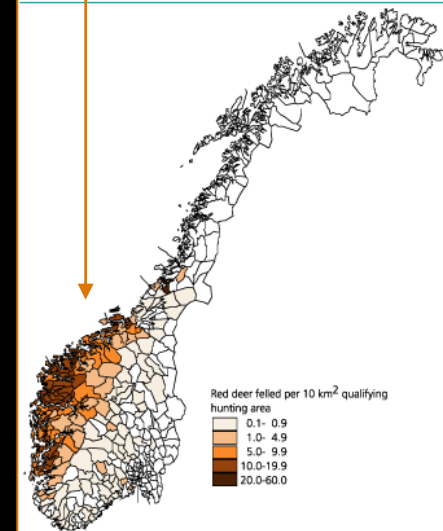 Red deer felled per 10 km² qualifying
hunting area
0.1- 0.9
1.0- 4.9
5.0- 9.9
10.0-19.9
20.0-60.0